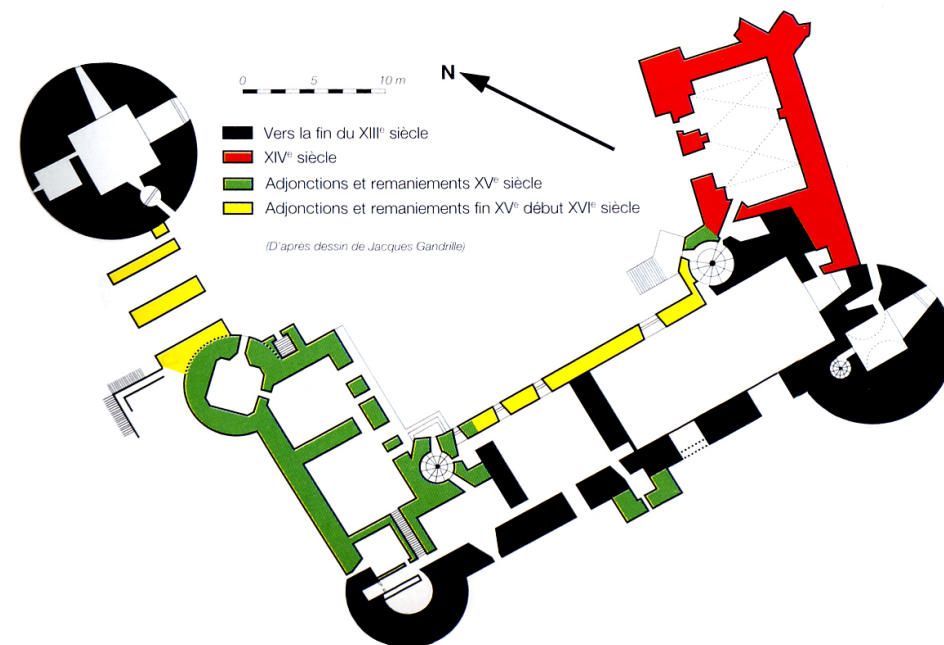 0 5 10 m
N
Vers la fin du XIIIᵉ siècle
XIVᵉ siècle
Adjonctions et remaniements XVᵉ siècle
Adjonctions et remaniements fin XVᵉ début XVIᵉ siècle
(D'après dessin de Jacques Gandrille)